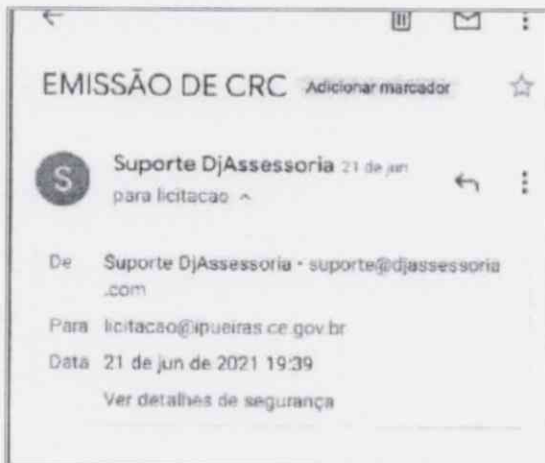 EMISSÃO DE CRC Adicionar marcador
S
Suporte DjAssessoria 21 de jun
para licitacao
De Suporte DjAssessoria · suporte@djassessoria
.com
Para licitacao@ipueiras.ce.gov.br
Data 21 de jun de 2021 19:39
Ver detalhes de segurança